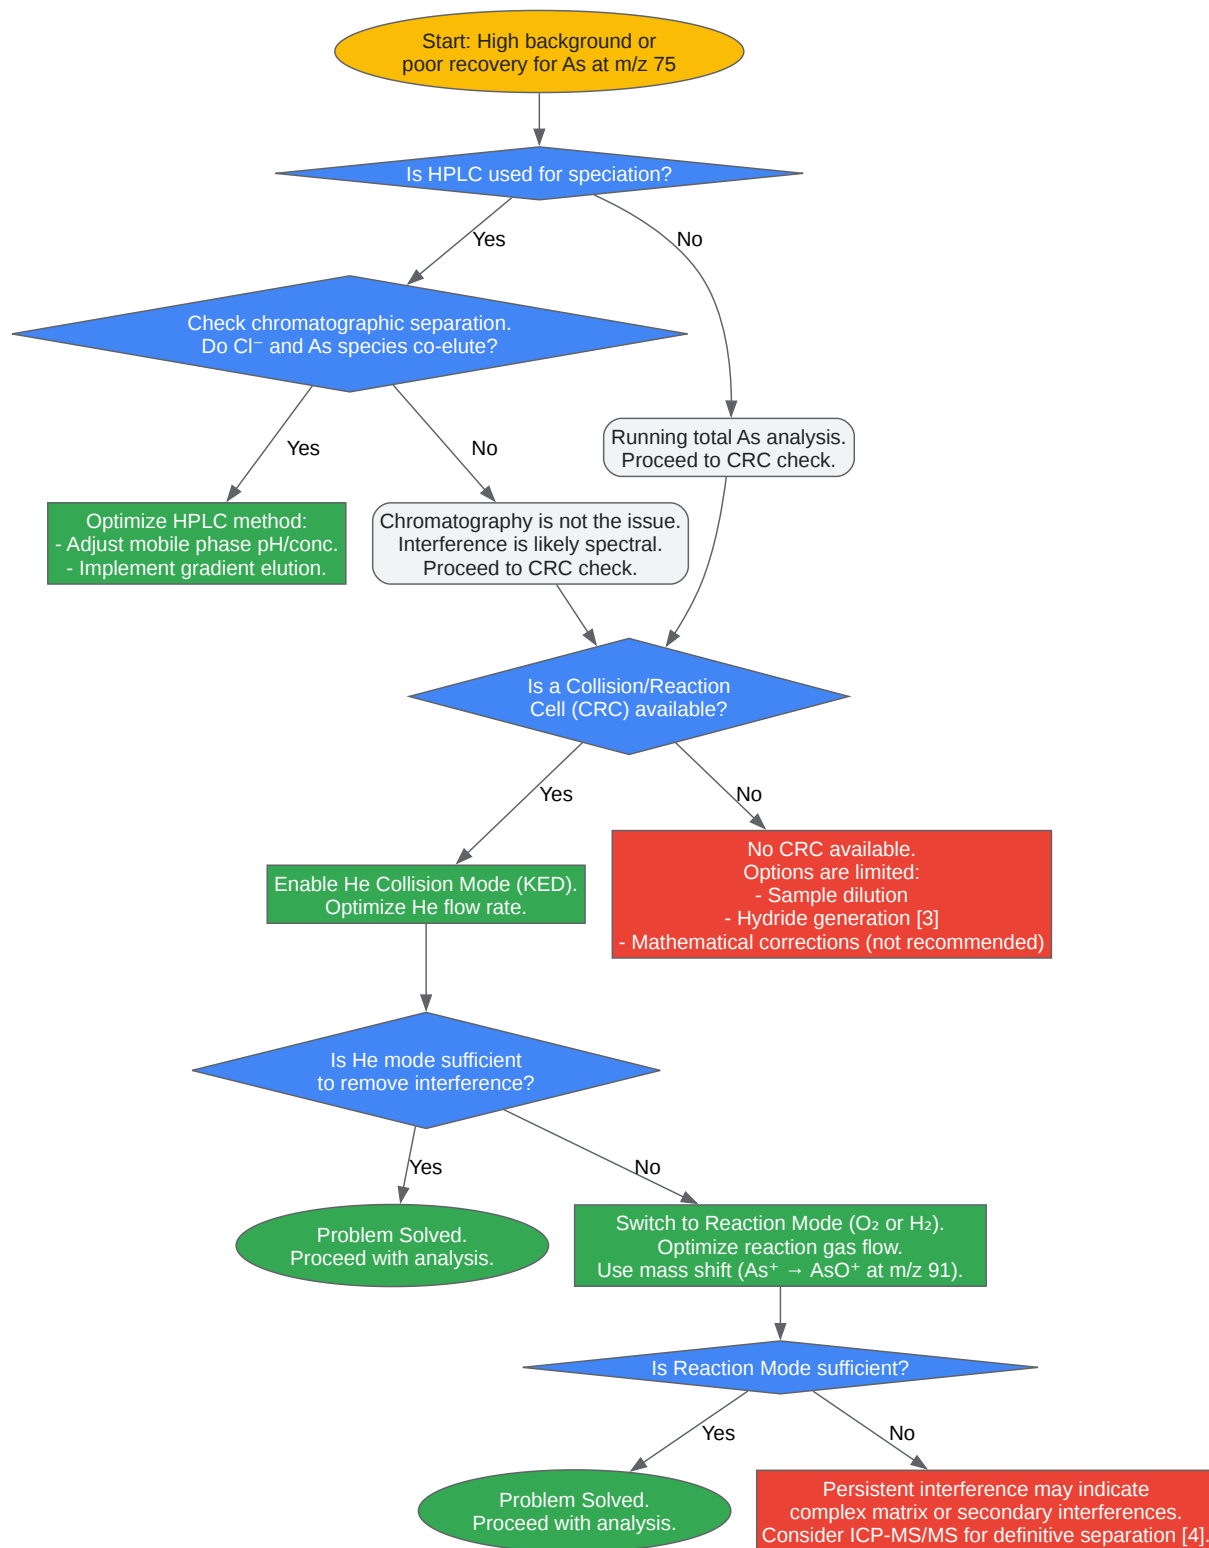 Start: High background or
poor recovery for As at m/z 75
Is HPLC used for speciation?
Yes
No
Check chromatographic separation.
Do Cl⁻ and As species co-elute?
Running total As analysis.
Proceed to CRC check.
Yes
No
Optimize HPLC method:
- Adjust mobile phase pH/conc.
- Implement gradient elution.
Chromatography is not the issue.
Interference is likely spectral.
Proceed to CRC check.
Is a Collision/Reaction
Cell (CRC) available?
Yes
No
Enable He Collision Mode (KED).
Optimize He flow rate.
No CRC available.
Options are limited:
- Sample dilution
- Hydride generation [3]
- Mathematical corrections (not recommended)
Is He mode sufficient
to remove interference?
Yes
No
Problem Solved.
Proceed with analysis.
Switch to Reaction Mode (O₂ or H₂).
Optimize reaction gas flow.
Use mass shift (As⁺ → AsO⁺ at m/z 91).
Is Reaction Mode sufficient?
Yes
No
Problem Solved.
Proceed with analysis.
Persistent interference may indicate
complex matrix or secondary interferences.
Consider ICP-MS/MS for definitive separation [4].